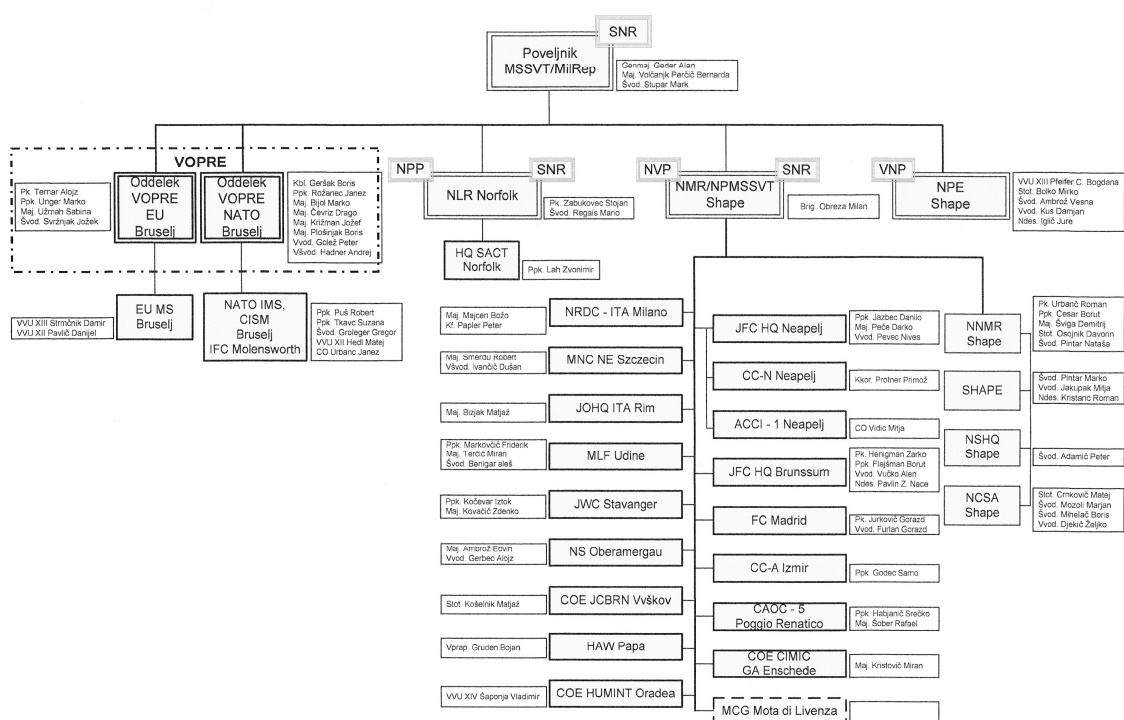 SNR
Poveljnik
MSSVT/MilRep
Genmaj. Geder Alan
Maj. Volčanjk Perčič Bernarda
Švod. Stupar Mark
VOPRE
Pk. Ternar Alojz
Ppk. Unger Marko
Maj. Užmah Sabina
Švod. Svržnjak Jožek
Oddelek
VOPRE
EU
Bruselj
Oddelek
VOPRE
NATO
Bruselj
Kbl. Geršak Boris
Ppk. Rožanec Janez
Maj. Bijol Marko
Maj. Čevriz Drago
Maj. Križman Jožef
Maj. Plošinjak Boris
Vvod. Golež Peter
Všvod. Hadner Andrej
NPP
SNR
NLR Norfolk
Pk. Zabukovec Stojan
Švod. Regais Mario
NVP
SNR
NMR/NPMSSVT
Shape
Brig. Obreza Milan
VNP
NPE
Shape
VVU XIII Pfeifer C. Bogdana
Stot. Bolko Mirko
Švod. Ambrož Vesna
Vvod. Kus Damjan
Ndes. Iglič Jure
HQ SACT
Norfolk
Ppk. Lah Zvonimir
VVU XIII Strmčnik Damir
VVU XII Pavlič Danijel
EU MS
Bruselj
NATO IMS,
CISM
Bruselj
IFC Molensworth
Ppk. Puš Robert
Ppk. Tkavc Suzana
Švod. Groleger Gregor
VVU XII Hedl Matej
CO Urbanc Janez
Maj. Majcen Božo
Kf. Papler Peter
NRDC - ITA Milano
Maj. Smerdu Robert
Všvod. Ivančič Dušan
MNC NE Szczecin
Maj. Bizjak Matjaž
JOHQ ITA Rim
Ppk. Markovčič Friderik
Maj. Terčič Miran
Švod. Benigar aleš
MLF Udine
Ppk. Kočevar Iztok
Maj. Kovačič Zdenko
JWC Stavanger
Maj. Ambrož Edvin
Vvod. Gerbec Alojz
NS Oberamergau
Stot. Košelnik Matjaž
COE JCBRN Vvškov
Vprap. Gruden Bojan
HAW Papa
VVU XIV Šaponja Vladimir
COE HUMINT Oradea
JFC HQ Neapelj
Ppk. Jazbec Danilo
Maj. Peče Darko
Vvod. Pevec Nives
CC-N Neapelj
Kkor. Protner Primož
ACCI - 1 Neapelj
CO Vidic Mitja
JFC HQ Brunssum
Pk. Henigman Žarko
Ppk. Flajšman Borut
Vvod. Vučko Alen
Ndes. Pavlin Z. Nace
FC Madrid
Pk. Jurkovič Gorazd
Vvod. Furlan Gorazd
CC-A Izmir
Ppk. Godec Samo
CAOC - 5
Poggio Renatico
Ppk. Habjanič Srečko
Maj. Šober Rafael
COE CIMIC
GA Enschede
Maj. Kristovič Miran
MCG Mota di Livenza
NNMR
Shape
Pk. Urbanč Roman
Ppk. Cesar Borut
Maj. Šviga Demitrij
Stot. Osojnik Davorin
Švod. Pintar Nataša
SHAPE
Švod. Pintar Marko
Vvod. Jakupak Mitja
Ndes. Kristanc Roman
NSHQ
Shape
Švod. Adamič Peter
NCSA
Shape
Stot. Crnkovič Matej
Švod. Mozoli Marjan
Švod. Mihelač Boris
Vvod. Djekič Željko